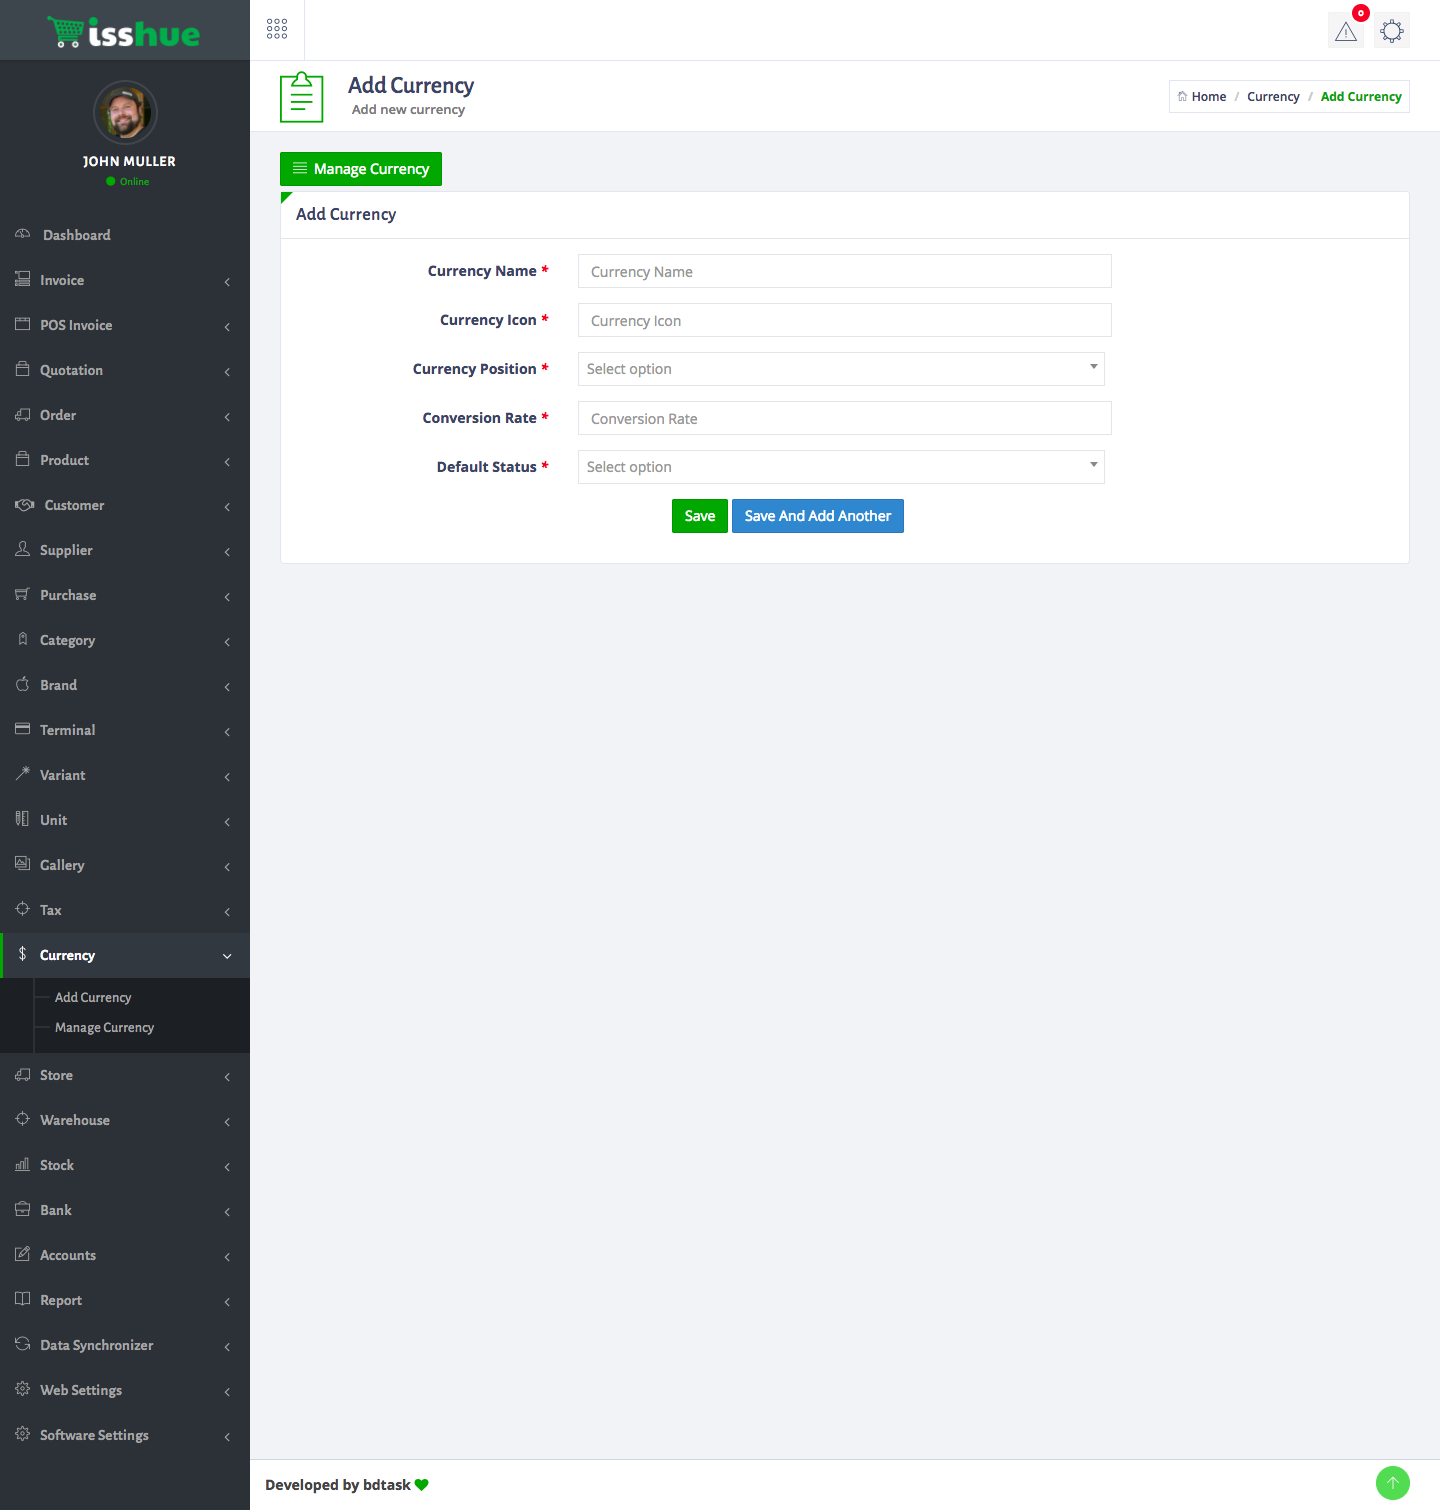 isshue
0
Add Currency
Add new currency
Home / Currency / Add Currency
JOHN MULLER
Online
Dashboard
Invoice
POS Invoice
Quotation
Order
Product
Customer
Supplier
Purchase
Category
Brand
Terminal
Variant
Unit
Gallery
Tax
Currency
Add Currency
Manage Currency
Store
Warehouse
Stock
Bank
Accounts
Report
Data Synchronizer
Web Settings
Software Settings
Manage Currency
Add Currency
Currency Name * Currency Name
Currency Icon * Currency Icon
Currency Position * Select option
Conversion Rate * Conversion Rate
Default Status * Select option
Save Save And Add Another
Developed by bdtask